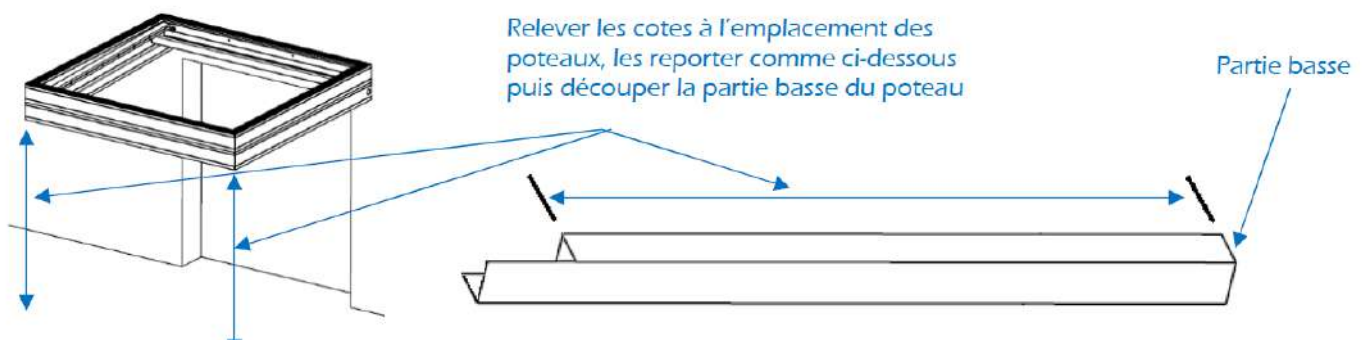 Relever les cotes à l’emplacement des
poteaux, les reporter comme ci-dessous
puis découper la partie basse du poteau
Partie basse